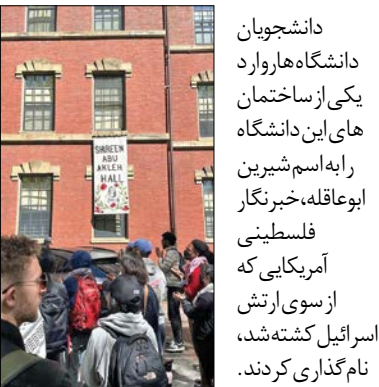 دانشجویان
دانشگاه هاروارد
یکی از ساختمان
های این دانشگاه
را به اسم شیرین
ابوعاقله، خبرنگار
فلسطینی
آمریکایی که
از سوی ارتش
اسرائیل کشته شد،
نام گذاری کردند.
SHIREEN
ABU
AKLEH
HALL